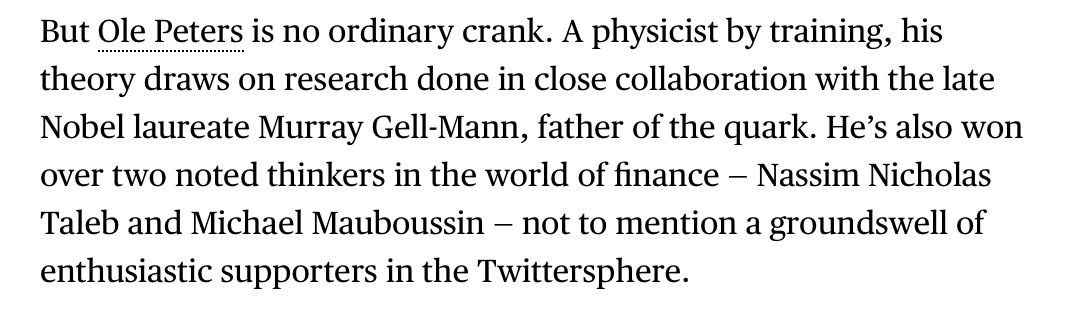 But Ole Peters is no ordinary crank. A physicist by training, his
theory draws on research done in close collaboration with the late
Nobel laureate Murray Gell-Mann, father of the quark. He’s also won
over two noted thinkers in the world of finance – Nassim Nicholas
Taleb and Michael Mauboussin – not to mention a groundswell of
enthusiastic supporters in the Twittersphere.